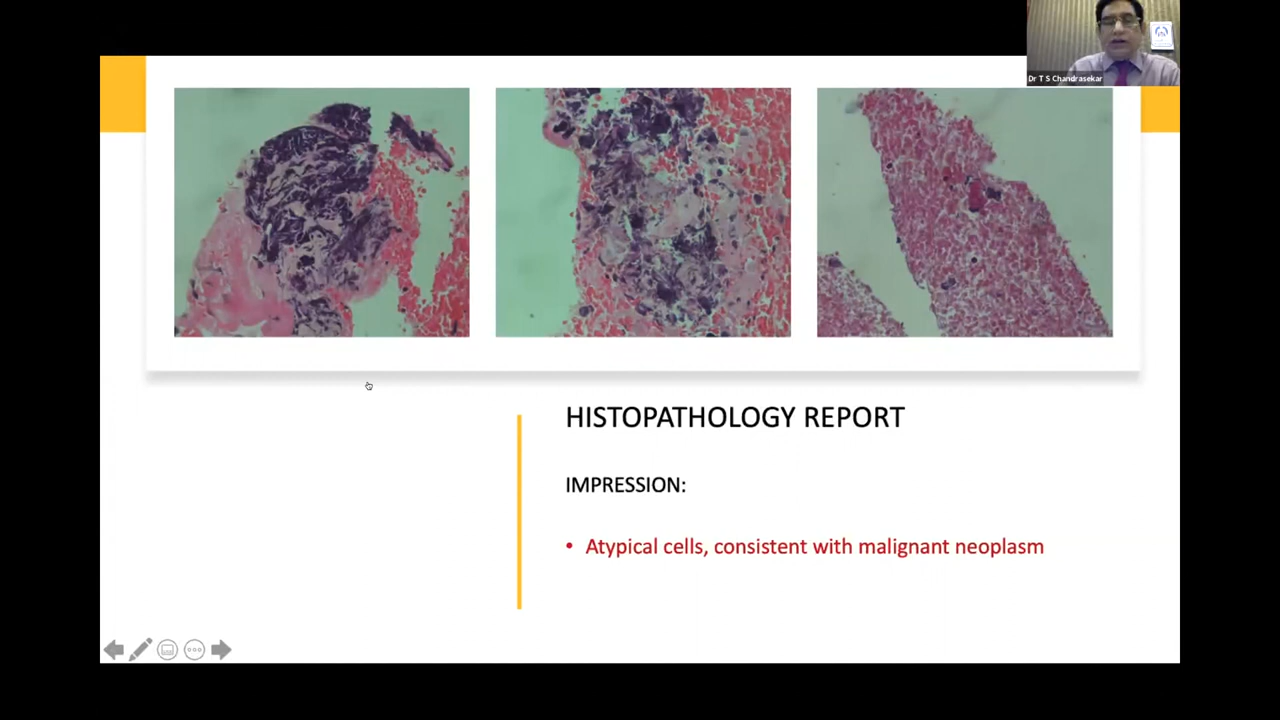 Dr T S Chandrasekar
HISTOPATHOLOGY REPORT
IMPRESSION:
• Atypical cells, consistent with malignant neoplasm